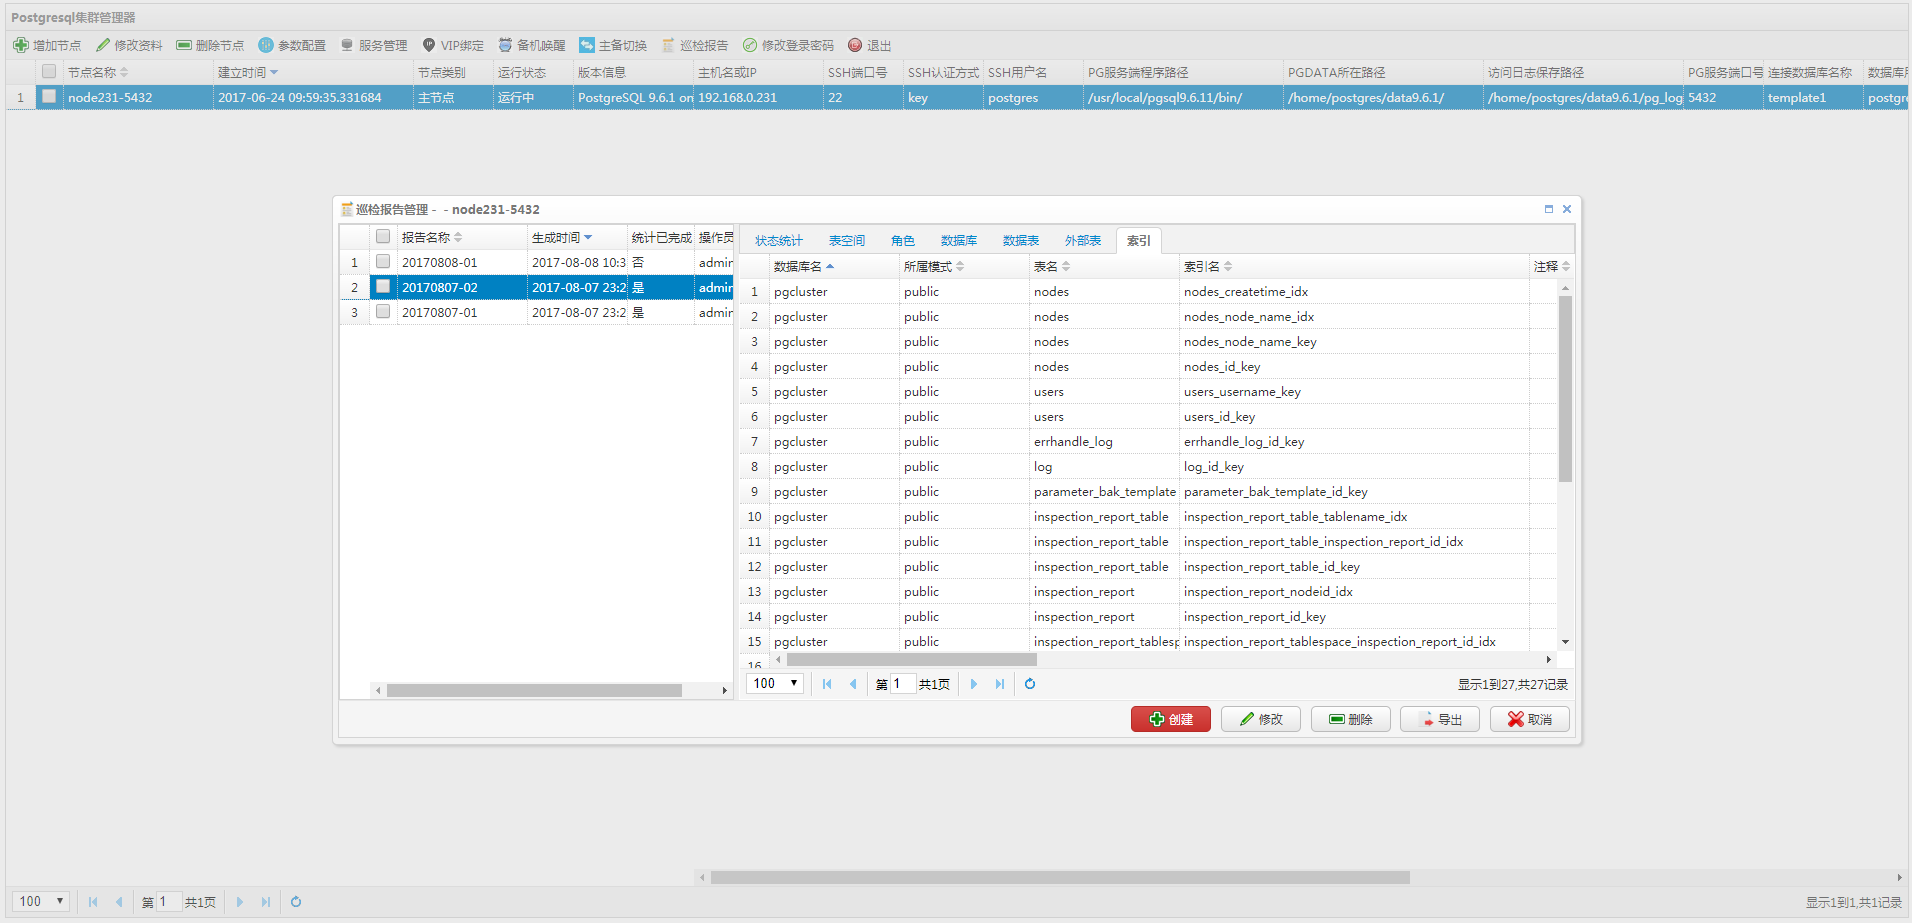 Postgresql集群管理器
增加节点 修改资料 删除节点 参数配置 服务管理 VIP绑定 备机唤醒 主备切换 巡检报告 修改登录密码 退出
节点名称 建立时间 节点类别 运行状态 版本信息 主机名或IP SSH端口号 SSH认证方式 SSH用户名 PG服务端程序路径 PGDATA所在路径 访问日志保存路径 PG服务端口号 连接数据库名称 数据库用
1 node231-5432 2017-06-24 09:59:35.331684 主节点 运行中 PostgreSQL 9.6.1 on 192.168.0.231 22 key postgres /usr/local/pgsql9.6.11/bin/ /home/postgres/data9.6.1/ /home/postgres/data9.6.1/pg_log 5432 template1 postgre
巡检报告管理 - - node231-5432
报告名称 生成时间 统计已完成 操作员
1 20170808-01 2017-08-08 10:3 否 admin
2 20170807-02 2017-08-07 23:2 是 admin
3 20170807-01 2017-08-07 23:2 是 admin
状态统计 表空间 角色 数据库 数据表 外部表 索引
数据库名 所属模式 表名 索引名 注释
1 pgcluster public nodes nodes_createtime_idx
2 pgcluster public nodes nodes_node_name_idx
3 pgcluster public nodes nodes_node_name_key
4 pgcluster public nodes nodes_id_key
5 pgcluster public users users_username_key
6 pgcluster public users users_id_key
7 pgcluster public errhandle_log errhandle_log_id_key
8 pgcluster public log log_id_key
9 pgcluster public parameter_bak_template parameter_bak_template_id_key
10 pgcluster public inspection_report_table inspection_report_table_tablename_idx
11 pgcluster public inspection_report_table inspection_report_table_inspection_report_id_idx
12 pgcluster public inspection_report_table inspection_report_table_id_key
13 pgcluster public inspection_report inspection_report_nodeid_idx
14 pgcluster public inspection_report inspection_report_id_key
15 pgcluster public inspection_report_tablesp inspection_report_tablespace_inspection_report_id_idx
16
100 第 1 共1页 显示1到27,共27记录
创建 修改 删除 导出 取消
100 第 1 共1页 显示1到1,共1记录